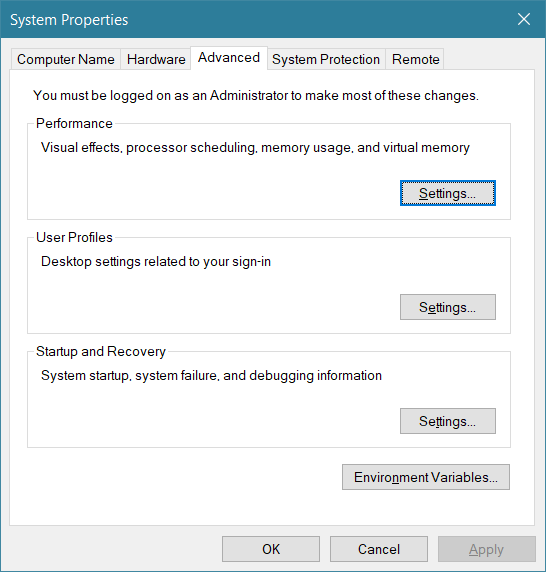 System Properties
Computer Name Hardware Advanced System Protection Remote
You must be logged on as an Administrator to make most of these changes.
Performance
Visual effects, processor scheduling, memory usage, and virtual memory
Settings...
User Profiles
Desktop settings related to your sign-in
Settings...
Startup and Recovery
System startup, system failure, and debugging information
Settings...
Environment Variables...
OK Cancel Apply